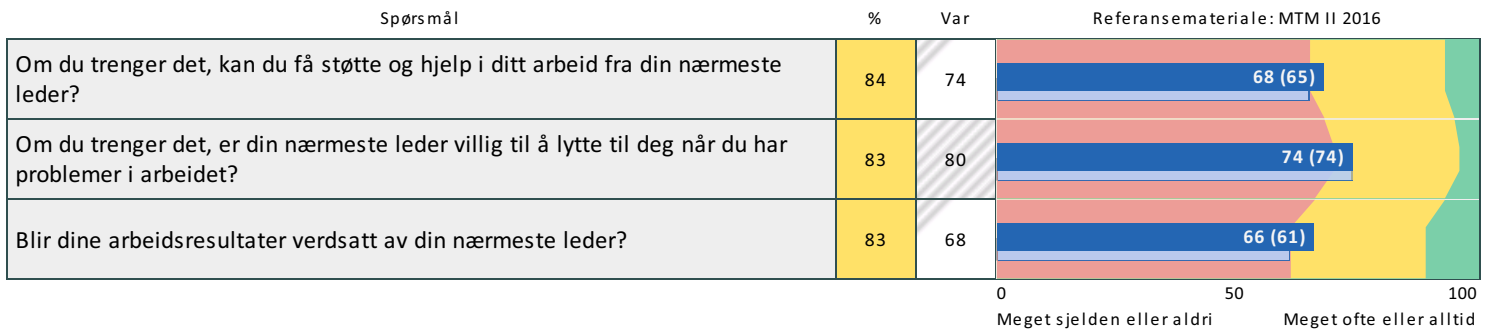 Spørsmål % Var Referansemateriale: MTM II 2016
Om du trenger det, kan du få støtte og hjelp i ditt arbeid fra din nærmeste
leder?
84 74 68 (65)
Om du trenger det, er din nærmeste leder villig til å lytte til deg når du har
problemer i arbeidet?
83 80 74 (74)
Blir dine arbeidsresultater verdsatt av din nærmeste leder? 83 68 66 (61)
0 50 100
Meget sjelden eller aldri Meget ofte eller alltid